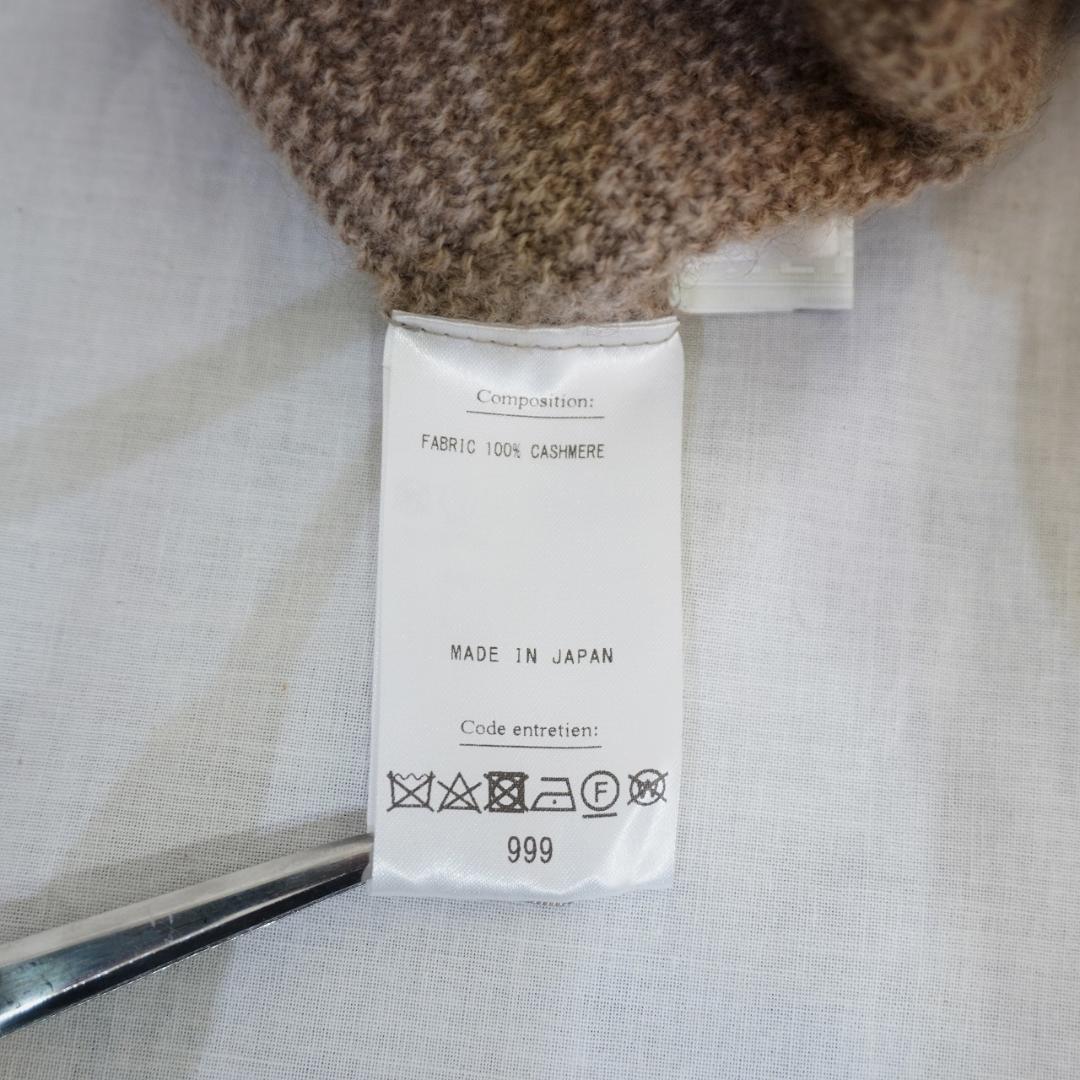 Composition:
FABRIC 100% CASHMERE
MADE IN JAPAN
Code entretien:
F W
999